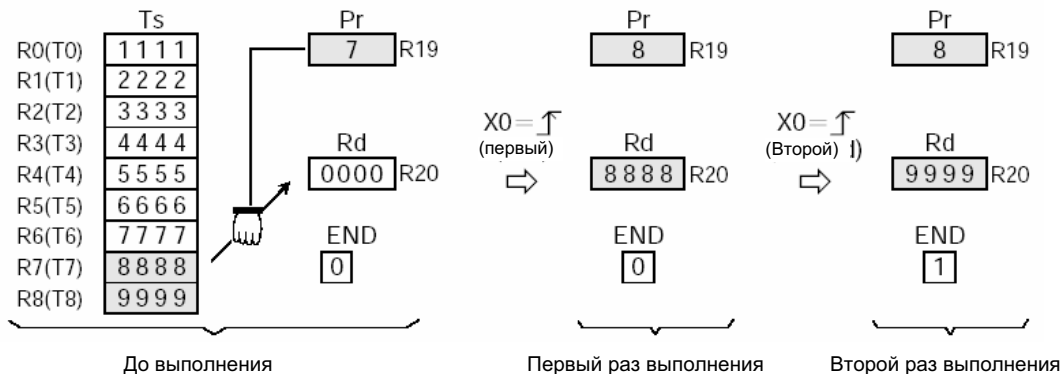 Ts Pr Pr Pr
R0(T0) 1111 7 R19 8 R19 8 R19
R1(T1) 2222
R2(T2) 3333
R3(T3) 4444 Rd X0= Rd X0= Rd
(первый) (Второй) )
R4(T4) 5555 0000 R20 8888 R20 9999 R20
R5(T5) 6666
R6(T6) 7777 END END END
R7(T7) 8888 0 0 1
R8(T8) 9999
До выполнения Первый раз выполнения Второй раз выполнения